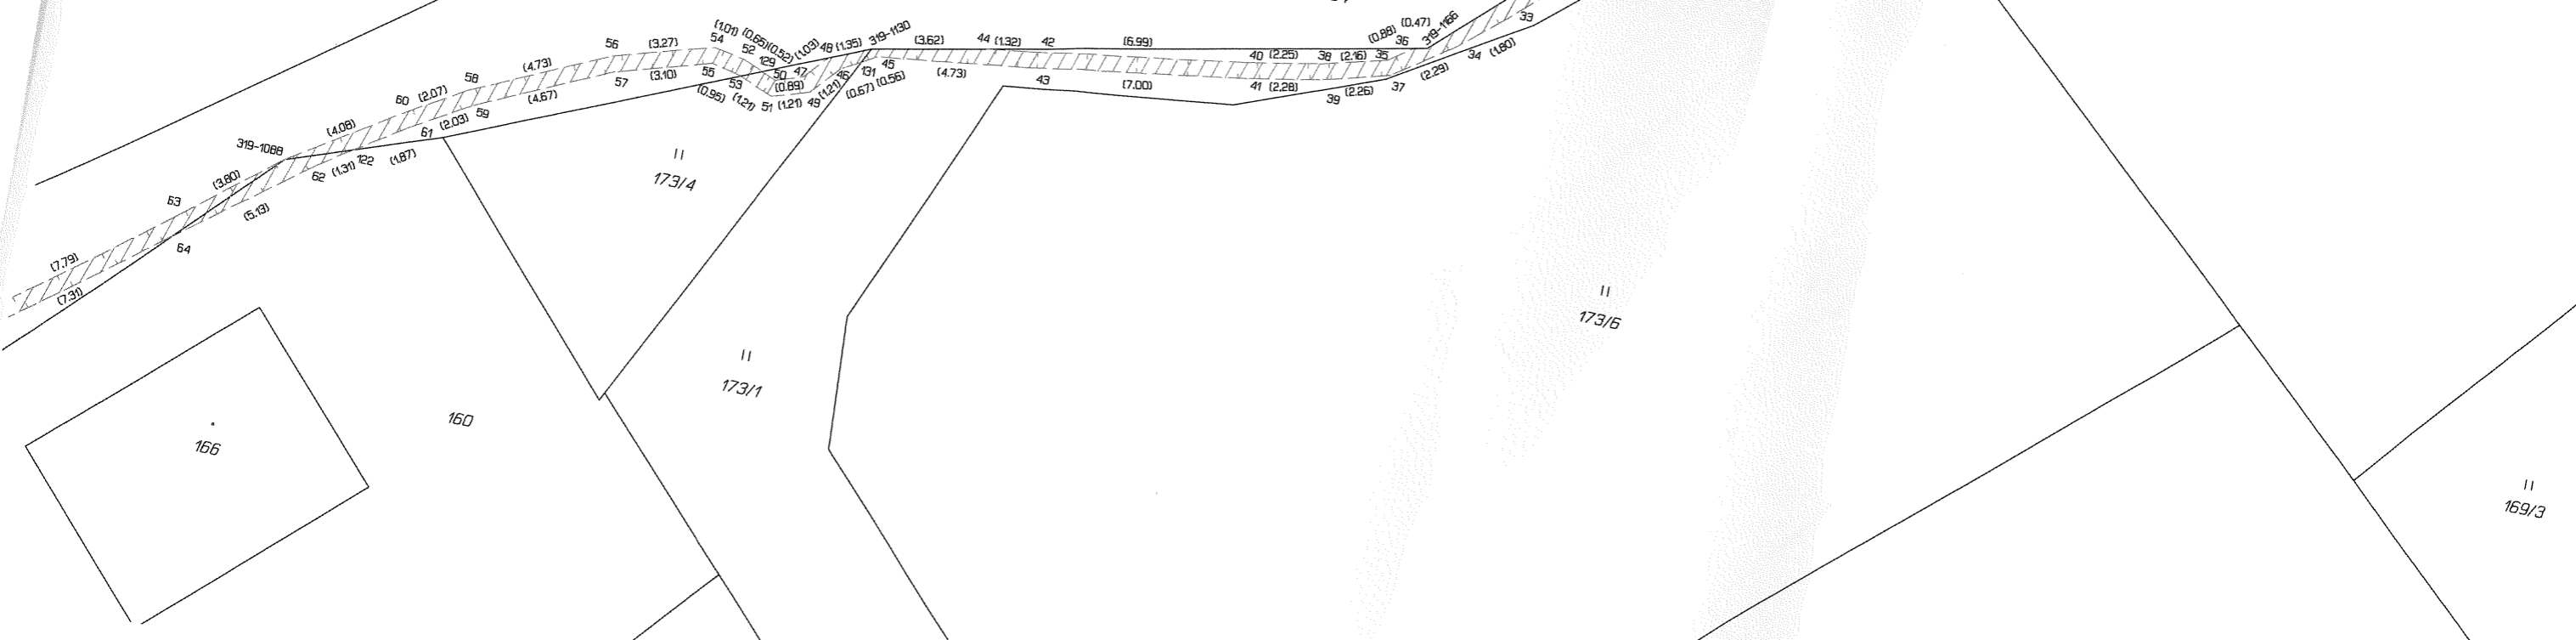 (1.01) (0.65) (0.52) (1.03) 48 (1.35) 319-1130
54 52 129
56 (3.27)
(3.62) 44 (1.32) 42 (6.99)
(0.88) (0.47) 36 319-1166 33
40 (2.25) 38 (2.16) 35
34 (1.80)
58 (4.73)
57 (3.10) 55 53 50 47 (0.89) 46 131 45
(4.73) 43 (7.00)
41 (2.28) 39 (2.26) 37 (2.29)
60 (2.07)
(4.67)
(0.95) (1.21) 51 (1.21) 49 (1.21) (0.67) (0.56)
61 (2.03) 59
319-1088 (4.08)
62 (1.31) 122 (1.87)
63 (3.80)
(5.13)
64
(7.79)
(7.31)
173/4
173/6
173/1
160
166
169/3